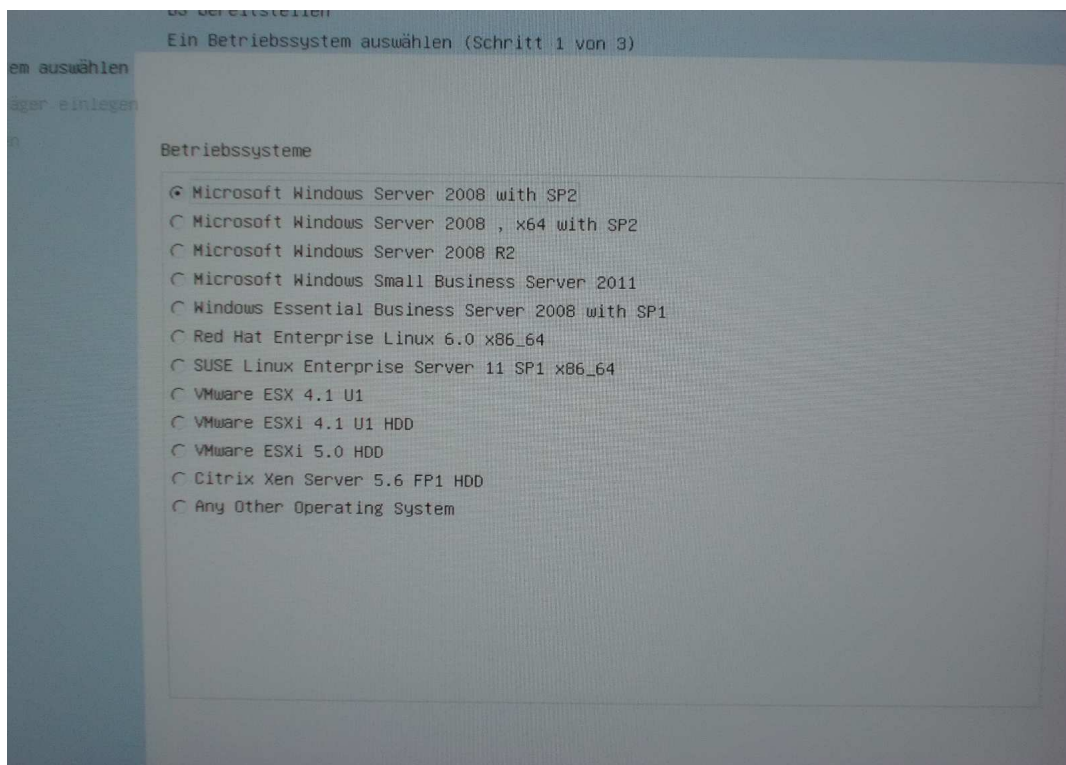 OS bereitstellen
Ein Betriebssystem auswählen (Schritt 1 von 3)
em auswählen
äger einlegen
n
Betriebssysteme
Microsoft Windows Server 2008 with SP2
Microsoft Windows Server 2008 , x64 with SP2
Microsoft Windows Server 2008 R2
Microsoft Windows Small Business Server 2011
Windows Essential Business Server 2008 with SP1
Red Hat Enterprise Linux 6.0 x86_64
SUSE Linux Enterprise Server 11 SP1 x86_64
VMware ESX 4.1 U1
VMware ESXi 4.1 U1 HDD
VMware ESXi 5.0 HDD
Citrix Xen Server 5.6 FP1 HDD
Any Other Operating System